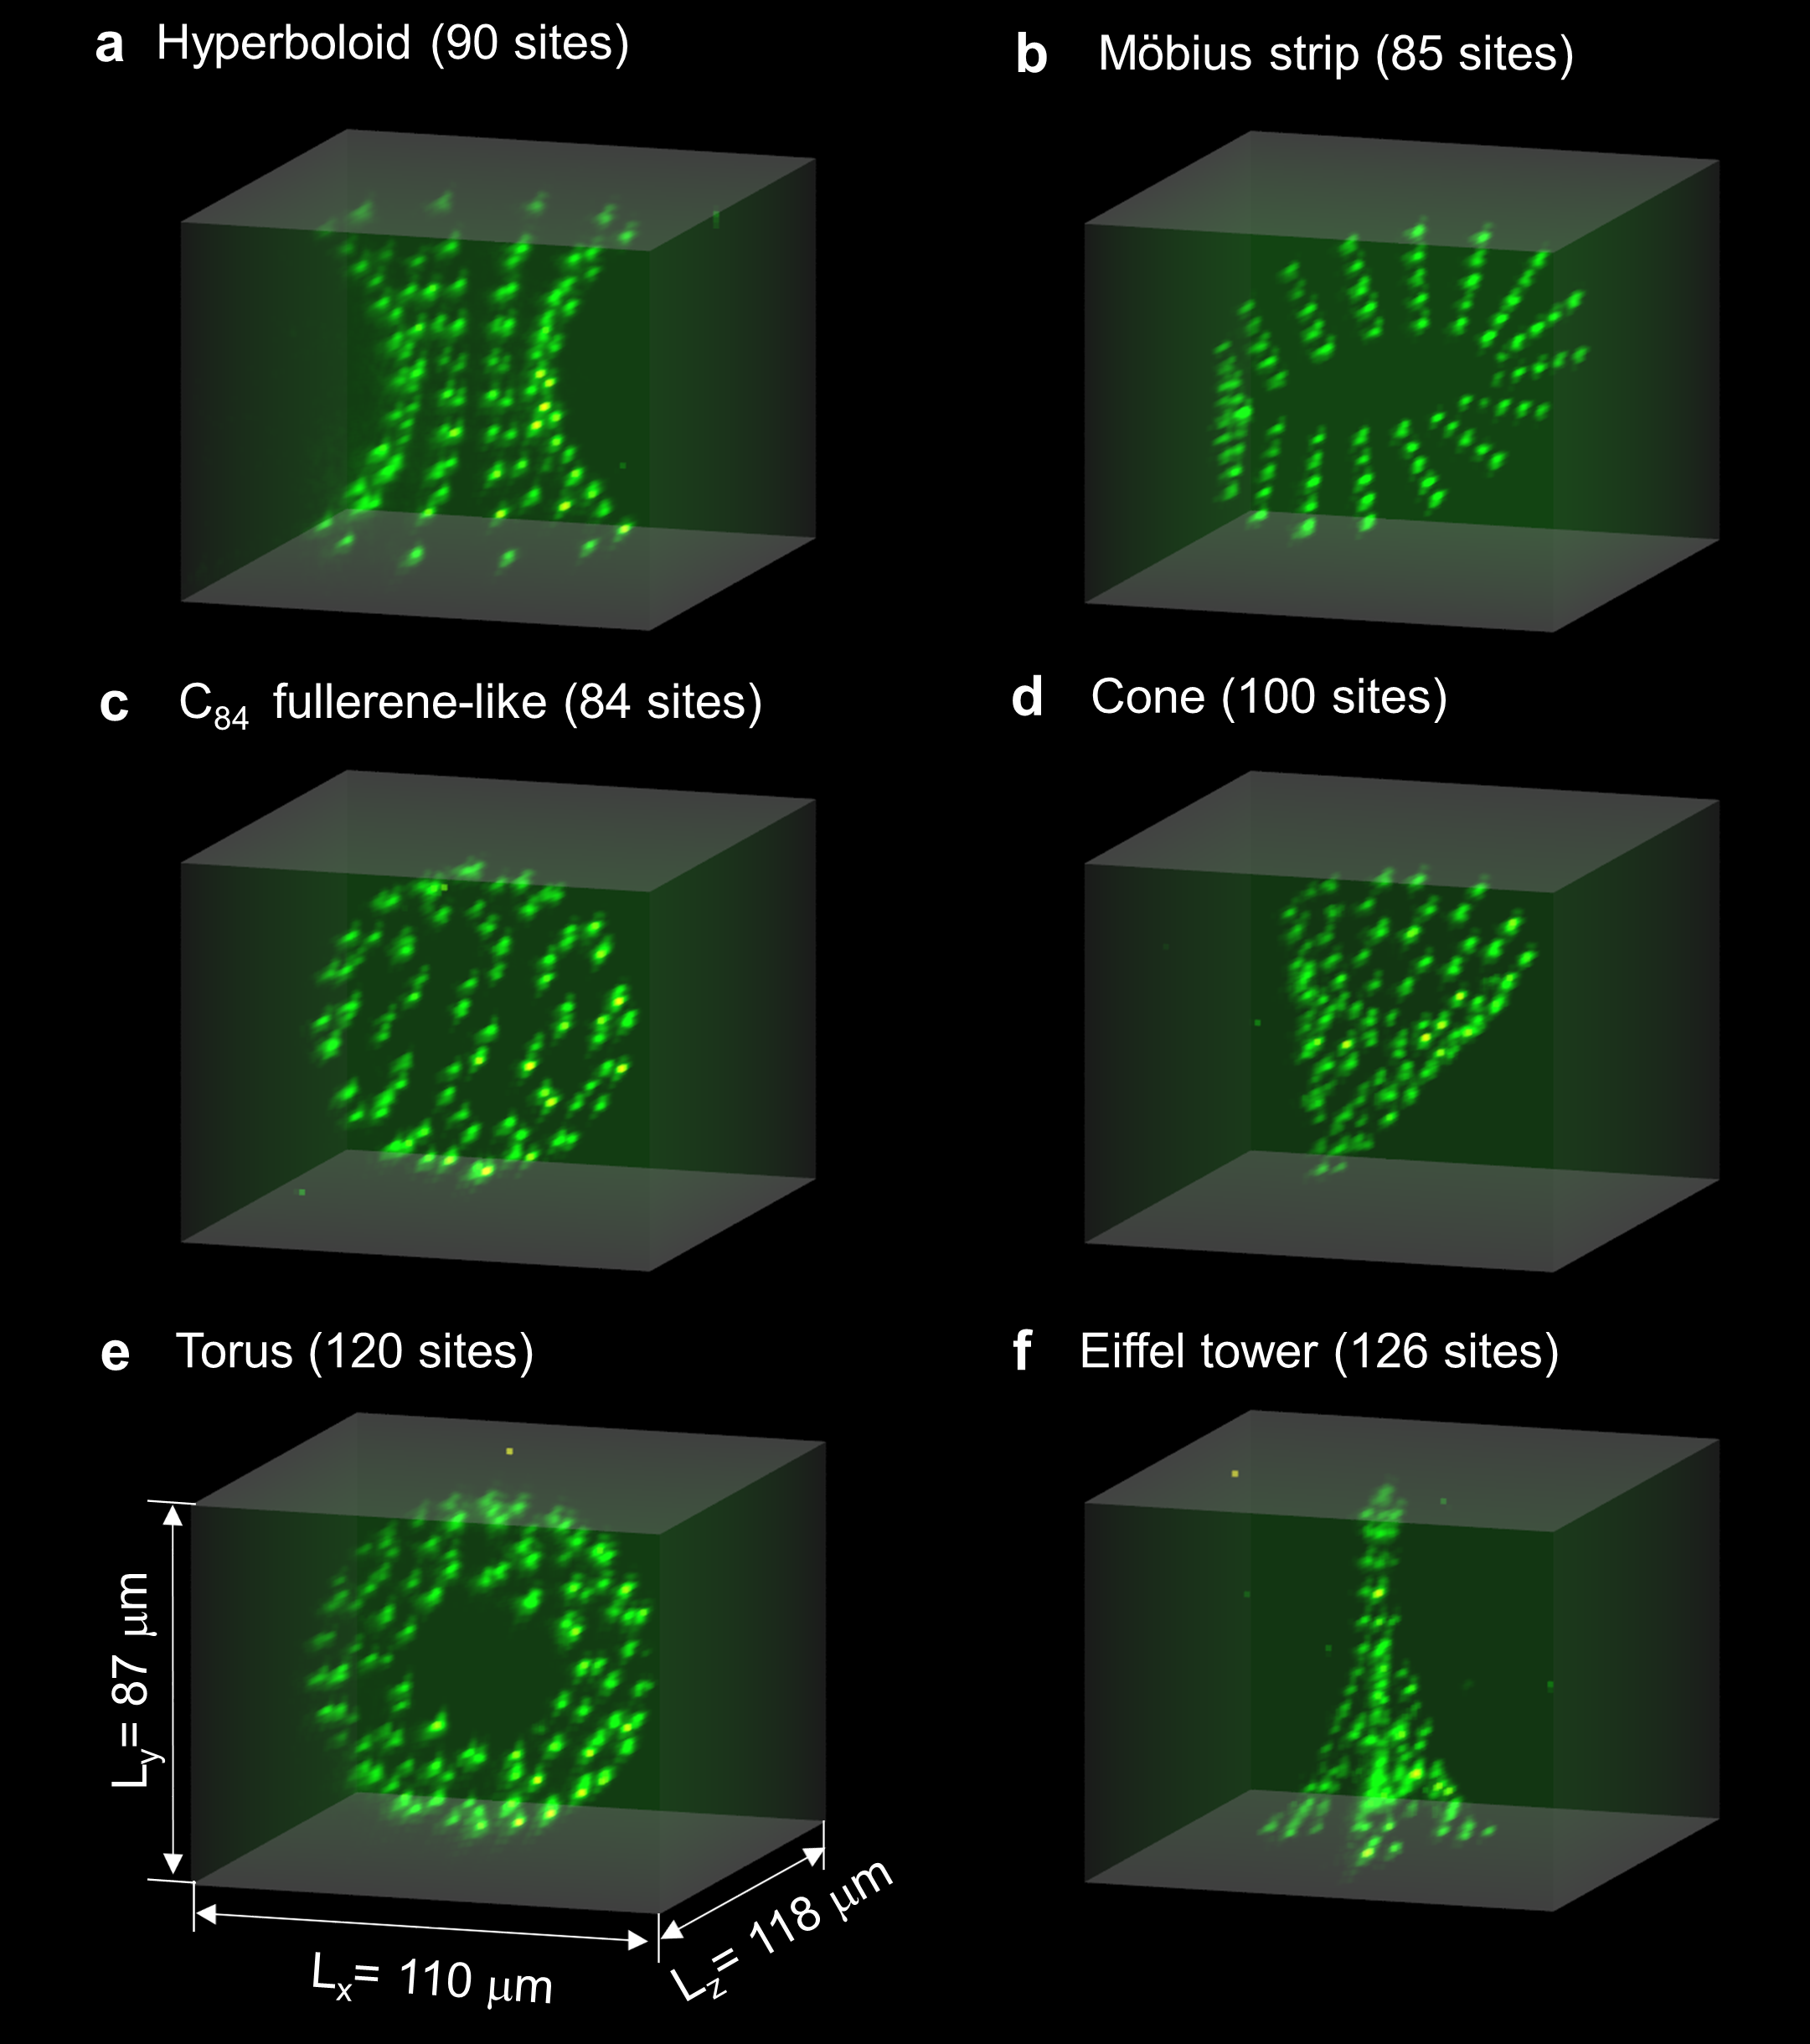 a Hyperboloid (90 sites)
b Möbius strip (85 sites)
c C84 fullerene-like (84 sites)
d Cone (100 sites)
e Torus (120 sites)
f Eiffel tower (126 sites)
Ly= 87 μm
Lx= 110 μm
Lz= 118 μm